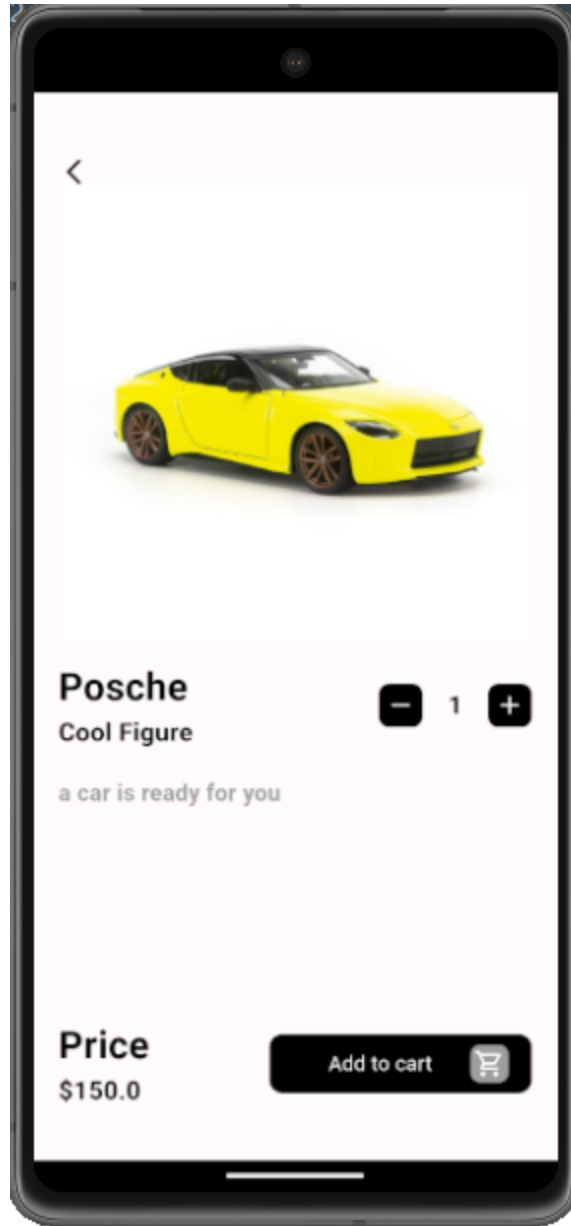 Posche
1
Cool Figure
a car is ready for you
Price
Add to cart
$150.0